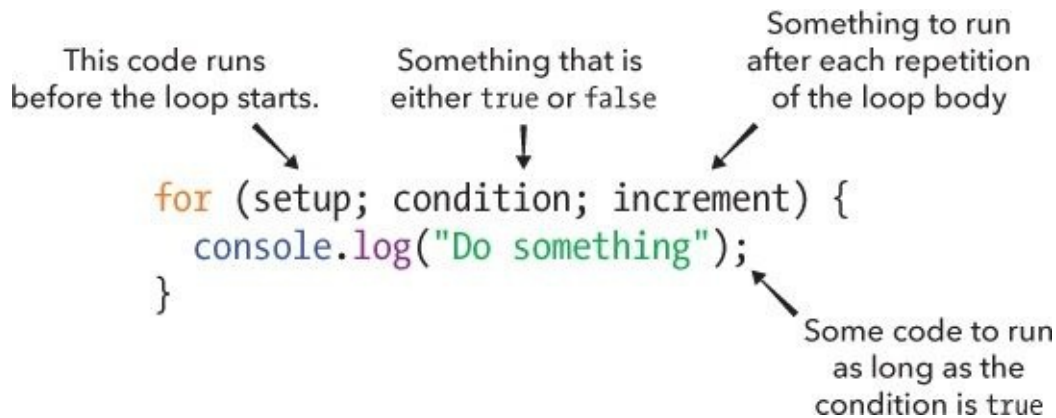 This code runs
before the loop starts.
Something that is
either true or false
Something to run
after each repetition
of the loop body
for (setup; condition; increment) {
  console.log("Do something");
}
Some code to run
as long as the
condition is true